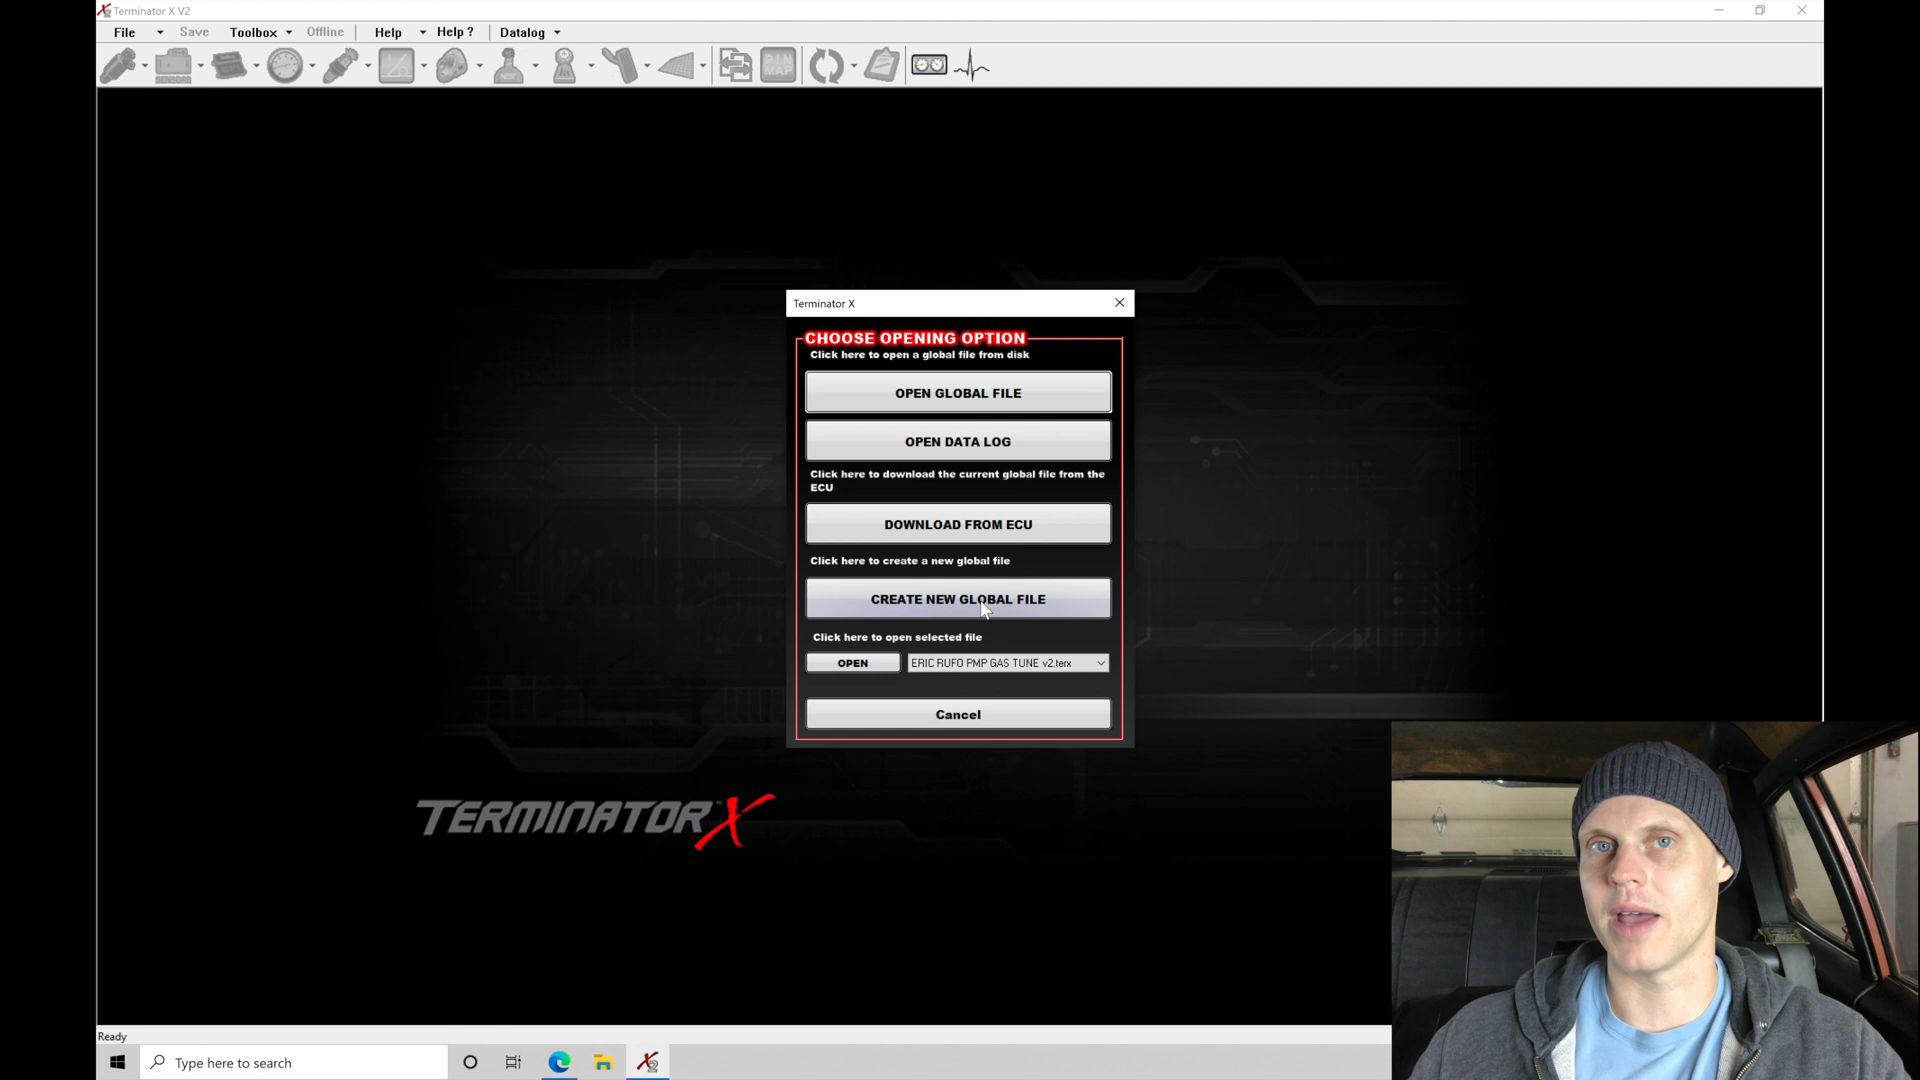 Terminator X V2
File Save Toolbox Offline Help Help ? Datalog
SENSORS
PIN MAP
Terminator X
CHOOSE OPENING OPTION
Click here to open a global file from disk
OPEN GLOBAL FILE
OPEN DATA LOG
Click here to download the current global file from the
ECU
DOWNLOAD FROM ECU
Click here to create a new global file
CREATE NEW GLOBAL FILE
Click here to open selected file
OPEN ERIC RUFO PMP GAS TUNE v2.terx
Cancel
TERMINATOR X
Ready
Type here to search